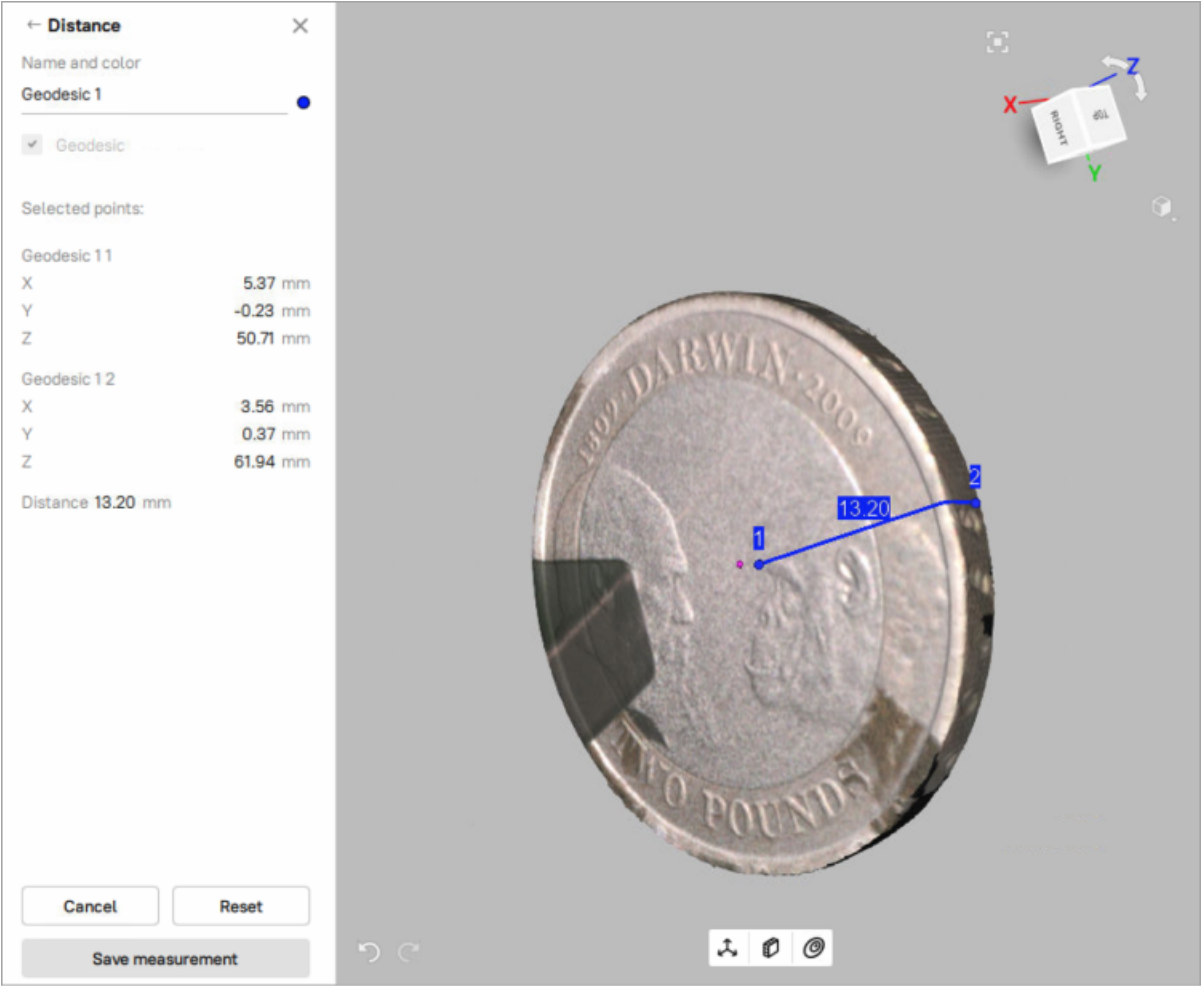 ← Distance
Name and color
Geodesic 1
Geodesic
Selected points:
Geodesic 1 1
X 5.37 mm
Y -0.23 mm
Z 50.71 mm
Geodesic 1 2
X 3.56 mm
Y 0.37 mm
Z 61.94 mm
Distance 13.20 mm
Cancel
Reset
Save measurement
Z
X
RIGHT
TOP
Y
·DARWIN·2009
2
13.20
1
TWO POUNDS